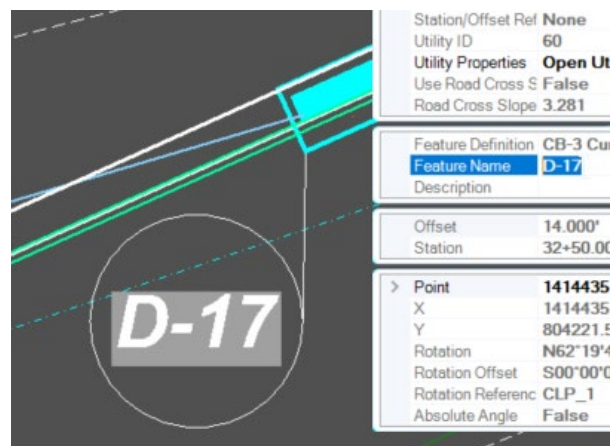 Station/Offset Ref None
Utility ID 60
Utility Properties Open Ut
Use Road Cross S False
Road Cross Slope 3.281
Feature Definition CB-3 Cur
Feature Name D-17
Description
Offset 14.000'
Station 32+50.00
> Point 1414435
X 1414435
Y 804221.5
Rotation N62°19'4
Rotation Offset S00°00'0
Rotation Referenc CLP_1
Absolute Angle False
D-17